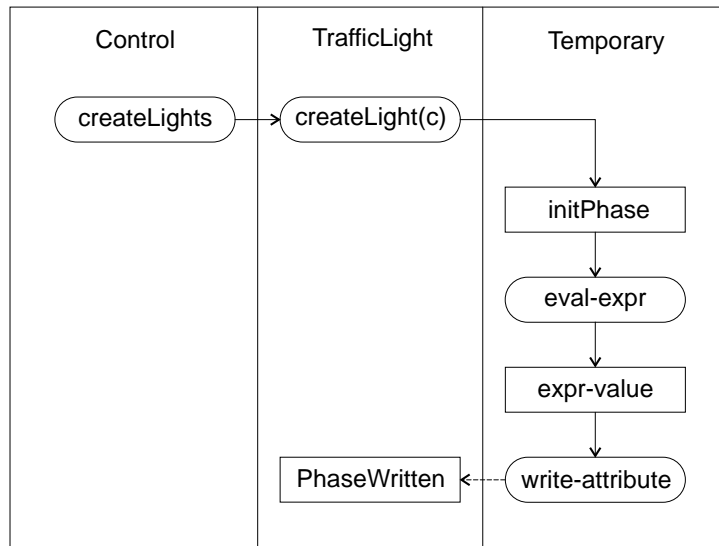 Control
TrafficLight
Temporary
createLights
createLight(c)
initPhase
eval-expr
expr-value
PhaseWritten
write-attribute